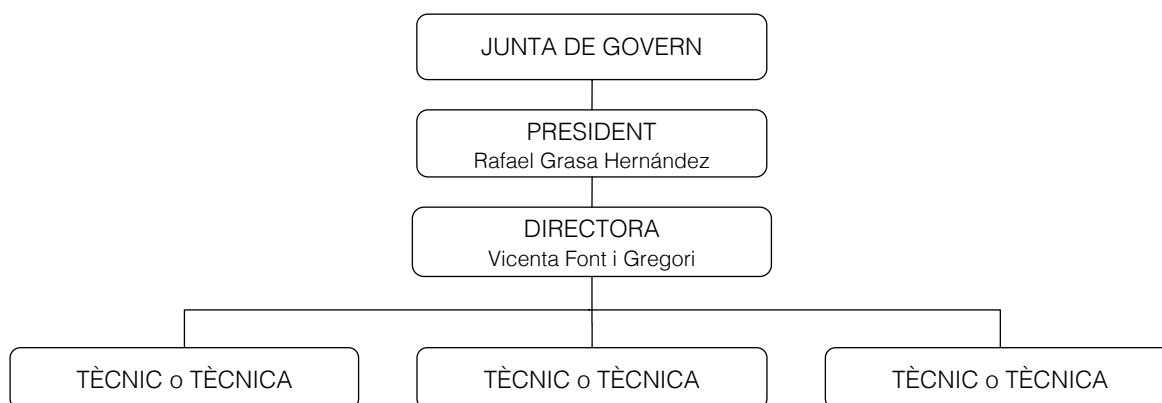 JUNTA DE GOVERN
PRESIDENT
Rafael Grasa Hernández
DIRECTORA
Vicenta Font i Gregori
TÈCNIC o TÈCNICA
TÈCNIC o TÈCNICA
TÈCNIC o TÈCNICA